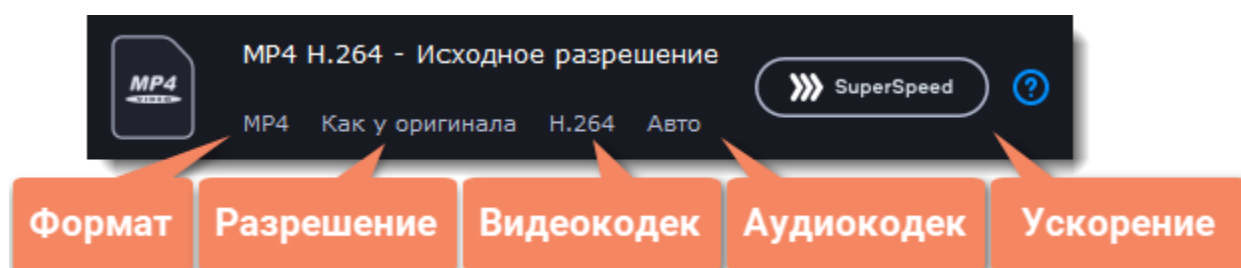 MP4
VIDEO
MP4 H.264 - Исходное разрешение
MP4 Как у оригинала H.264 Авто
SuperSpeed
?
Формат Разрешение Видеокодек Аудиокодек Ускорение